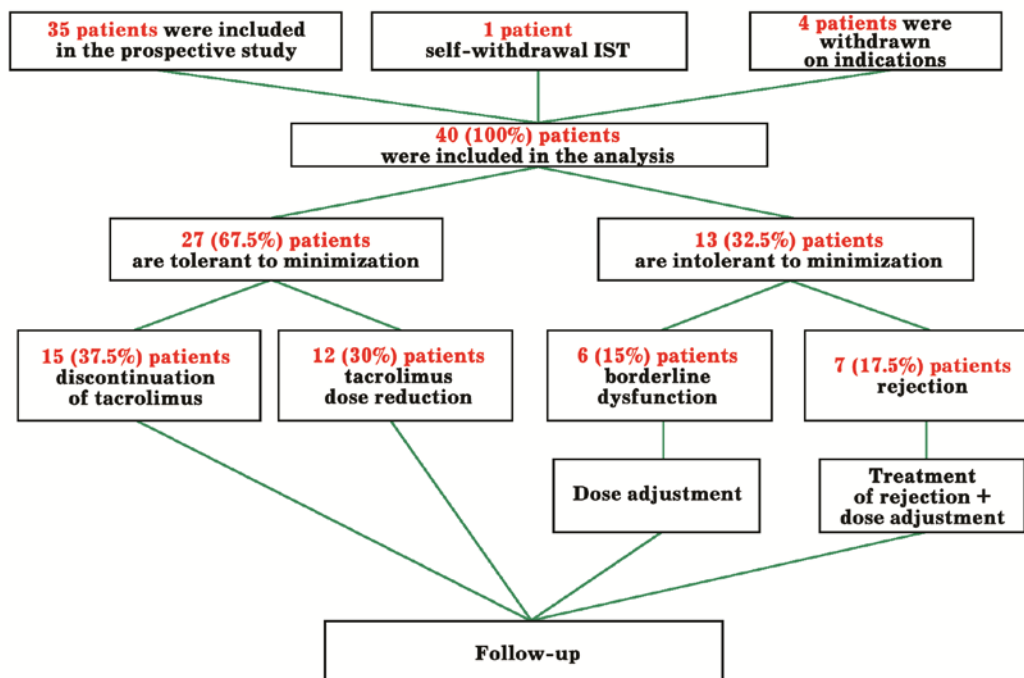 35 patients were included
in the prospective study
1 patient
self-withdrawal IST
4 patients were
withdrawn
on indications
40 (100%) patients
were included in the analysis
27 (67.5%) patients
are tolerant to minimization
13 (32.5%) patients
are intolerant to minimization
15 (37.5%) patients
discontinuation
of tacrolimus
12 (30%) patients
tacrolimus
dose reduction
6 (15%) patients
borderline
dysfunction
7 (17.5%) patients
rejection
Dose adjustment
Treatment
of rejection +
dose adjustment
Follow-up